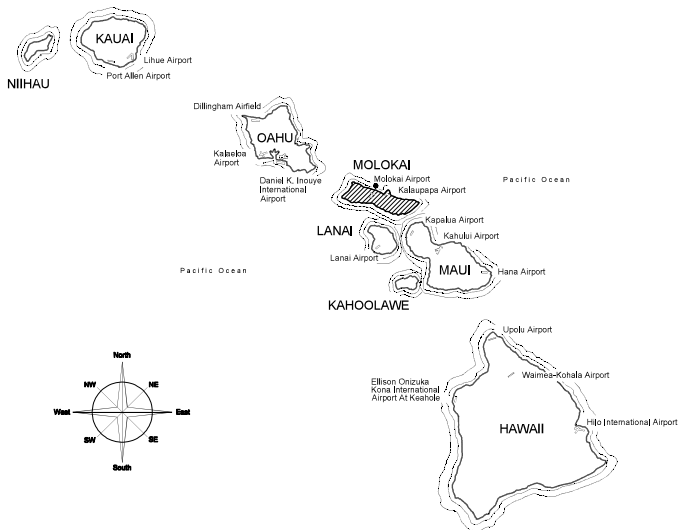 KAUAI
Lihue Airport
Port Allen Airport
NIIHAU
Dillingham Airfield
OAHU
Kalaeloa
Airport
Daniel K. Inouye
International
Airport
MOLOKAI
Molokai Airport
Kalaupapa Airport
Pacific Ocean
Kapalua Airport
LANAI
Kahului Airport
Lanai Airport
MAUI
Hana Airport
Pacific Ocean
KAHOOLAWE
Upolu Airport
Waimea-Kohala Airport
Ellison Onizuka
Kona International
Airport At Keahole
Hilo International Airport
HAWAII
North
NW
NE
West
East
SW
SE
South